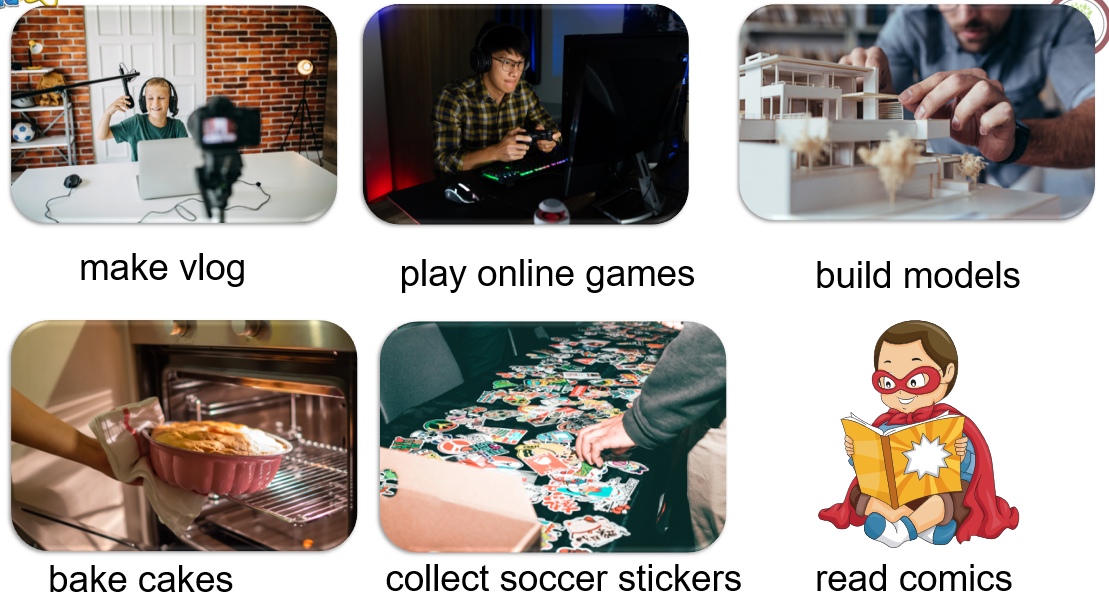 make vlog
play online games
build models
bake cakes
collect soccer stickers
read comics